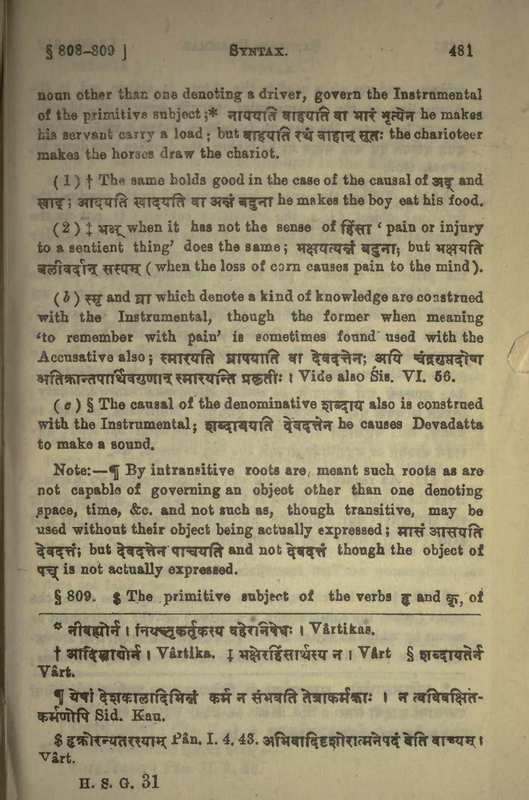 § 808-809 ] SYNTAX. 481
noun other than one denoting a driver, govern the Instrumental
of the primitive subject;* नाययति वाहयति वा भारं भृत्येन he makes
his servant carry a load; but वाहयति रथं वाहान् सूतः the charioteer
makes the horses draw the chariot.
(1) † The same holds good in the case of the causal of अद् and
खाद्; आदयति खादयति वा अन्नं बटुना he makes the boy eat his food.
(2) ‡ भक्ष् when it has not the sense of हिंसा ‘ pain or injury
to a sentient thing’ does the same; भक्षयत्यन्नं बटुना; but भक्षयति
बलीवर्दान् सस्यम् ( when the loss of corn causes pain to the mind ).
(b) स्मृ and घ्रा which denote a kind of knowledge are construed
with the Instrumental, though the former when meaning
‘to remember with pain’ is sometimes found used with the
Accusative also; स्मारयति घ्रापयाति वा देवदत्तेन; अयि चंद्रगुप्तदोषा
अतिक्रान्तपार्थिवगुणान् स्मारयन्ति प्रकृतीः । Vide also Śis. VI. 56.
(c) § The causal of the denominative शब्दाय also is construed
with the Instrumental; शब्दाययति देवदत्तेन he causes Devadatta
to make a sound.
Note:—¶ By intransitive roots are meant such roots as are
not capable of governing an object other than one denoting
space, time, &c. and not such as, though transitive, may be
used without their object being actually expressed; मासं आसयति
देवदत्तं; but देवदत्तेन पाचयति and not देवदत्तं though the object of
पच् is not actually expressed.
§ 809. $ The primitive subject of the verbs हृ and कृ, of
* नीवह्योर्न । नियन्तृकर्तृकस्य वहेरनिषेधः । Vârtikas.
† आदिखाद्योर्न । Vârtika. ‡ भक्षेरहिंसार्थस्य न । Vârt § शब्दायतेर्न
Vârt.
¶ येषां देशकालादिभिन्नं कर्म न संभवति तेऽत्राकर्मकाः । न त्वविवक्षित-
कर्मणोपि Sid. Kau.
$ हृक्रोरन्यतरस्याम् Pân. I. 4. 43. अभिवादिदृशोरात्मनेपदे वेति वाच्यम् ।
Vârt.
H. S. G. 31